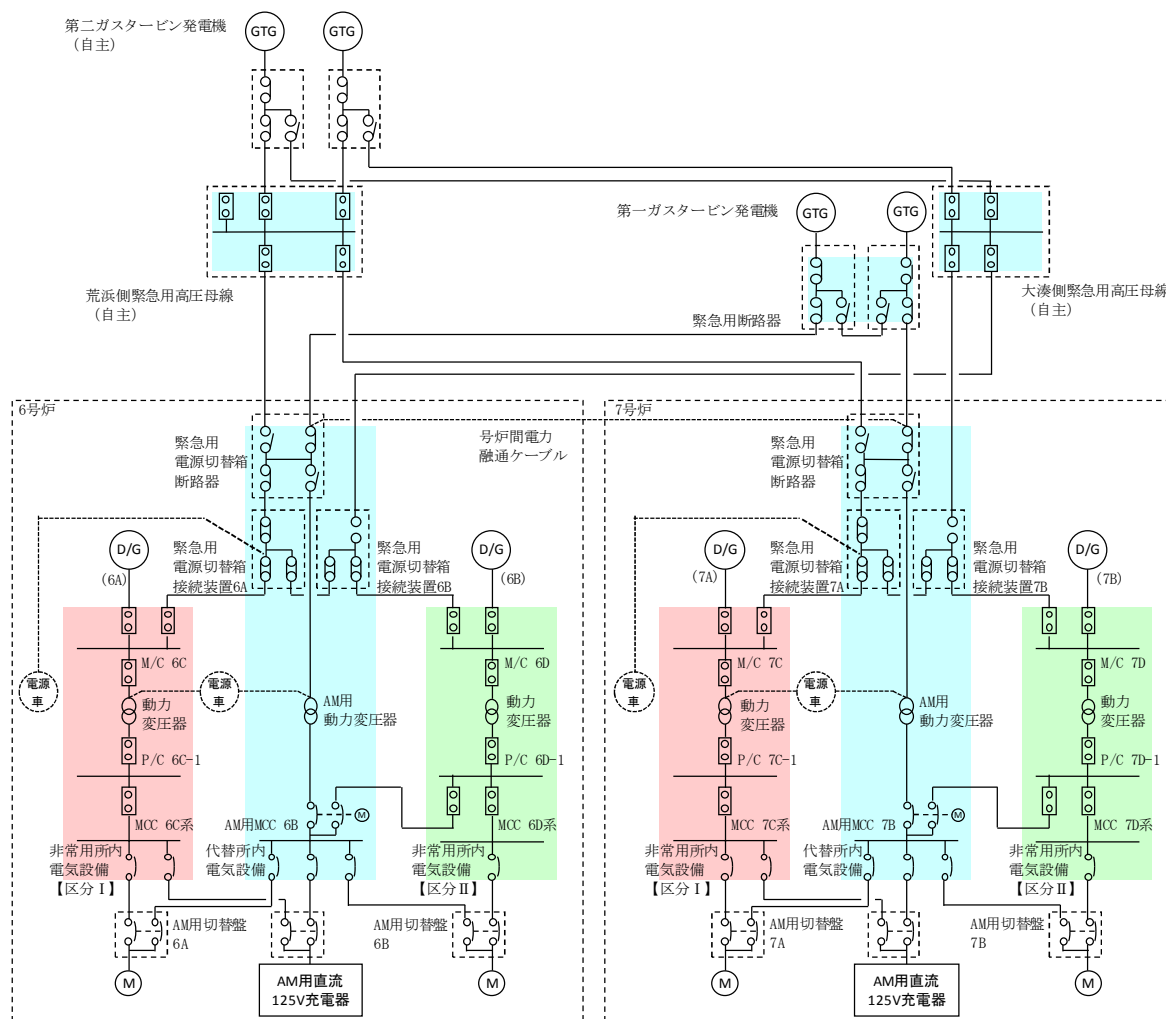 第二ガスタービン発電機
（自主）
GTG
GTG
第一ガスタービン発電機
GTG
GTG
荒浜側緊急用高圧母線
（自主）
大湊側緊急用高圧母線
（自主）
緊急用断路器
6号炉
緊急用
電源切替箱
断路器
号炉間電力
融通ケーブル
D/G
(6A)
緊急用
電源切替箱
接続装置6A
緊急用
電源切替箱
接続装置6B
D/G
(6B)
M/C 6C
M/C 6D
電源
車
電源
車
動力
変圧器
AM用
動力変圧器
動力
変圧器
P/C 6C-1
P/C 6D-1
MCC 6C系
AM用MCC 6B
M
MCC 6D系
非常用所内
電気設備
【区分Ⅰ】
代替所内
電気設備
非常用所内
電気設備
【区分Ⅱ】
AM用切替盤
6A
AM用切替盤
6B
M
AM用直流
125V充電器
M
7号炉
緊急用
電源切替箱
断路器
D/G
(7A)
緊急用
電源切替箱
接続装置7A
緊急用
電源切替箱
接続装置7B
D/G
(7B)
M/C 7C
M/C 7D
電源
車
電源
車
動力
変圧器
AM用
動力変圧器
動力
変圧器
P/C 7C-1
P/C 7D-1
MCC 7C系
AM用MCC 7B
M
MCC 7D系
非常用所内
電気設備
【区分Ⅰ】
代替所内
電気設備
非常用所内
電気設備
【区分Ⅱ】
AM用切替盤
7A
AM用切替盤
7B
M
AM用直流
125V充電器
M